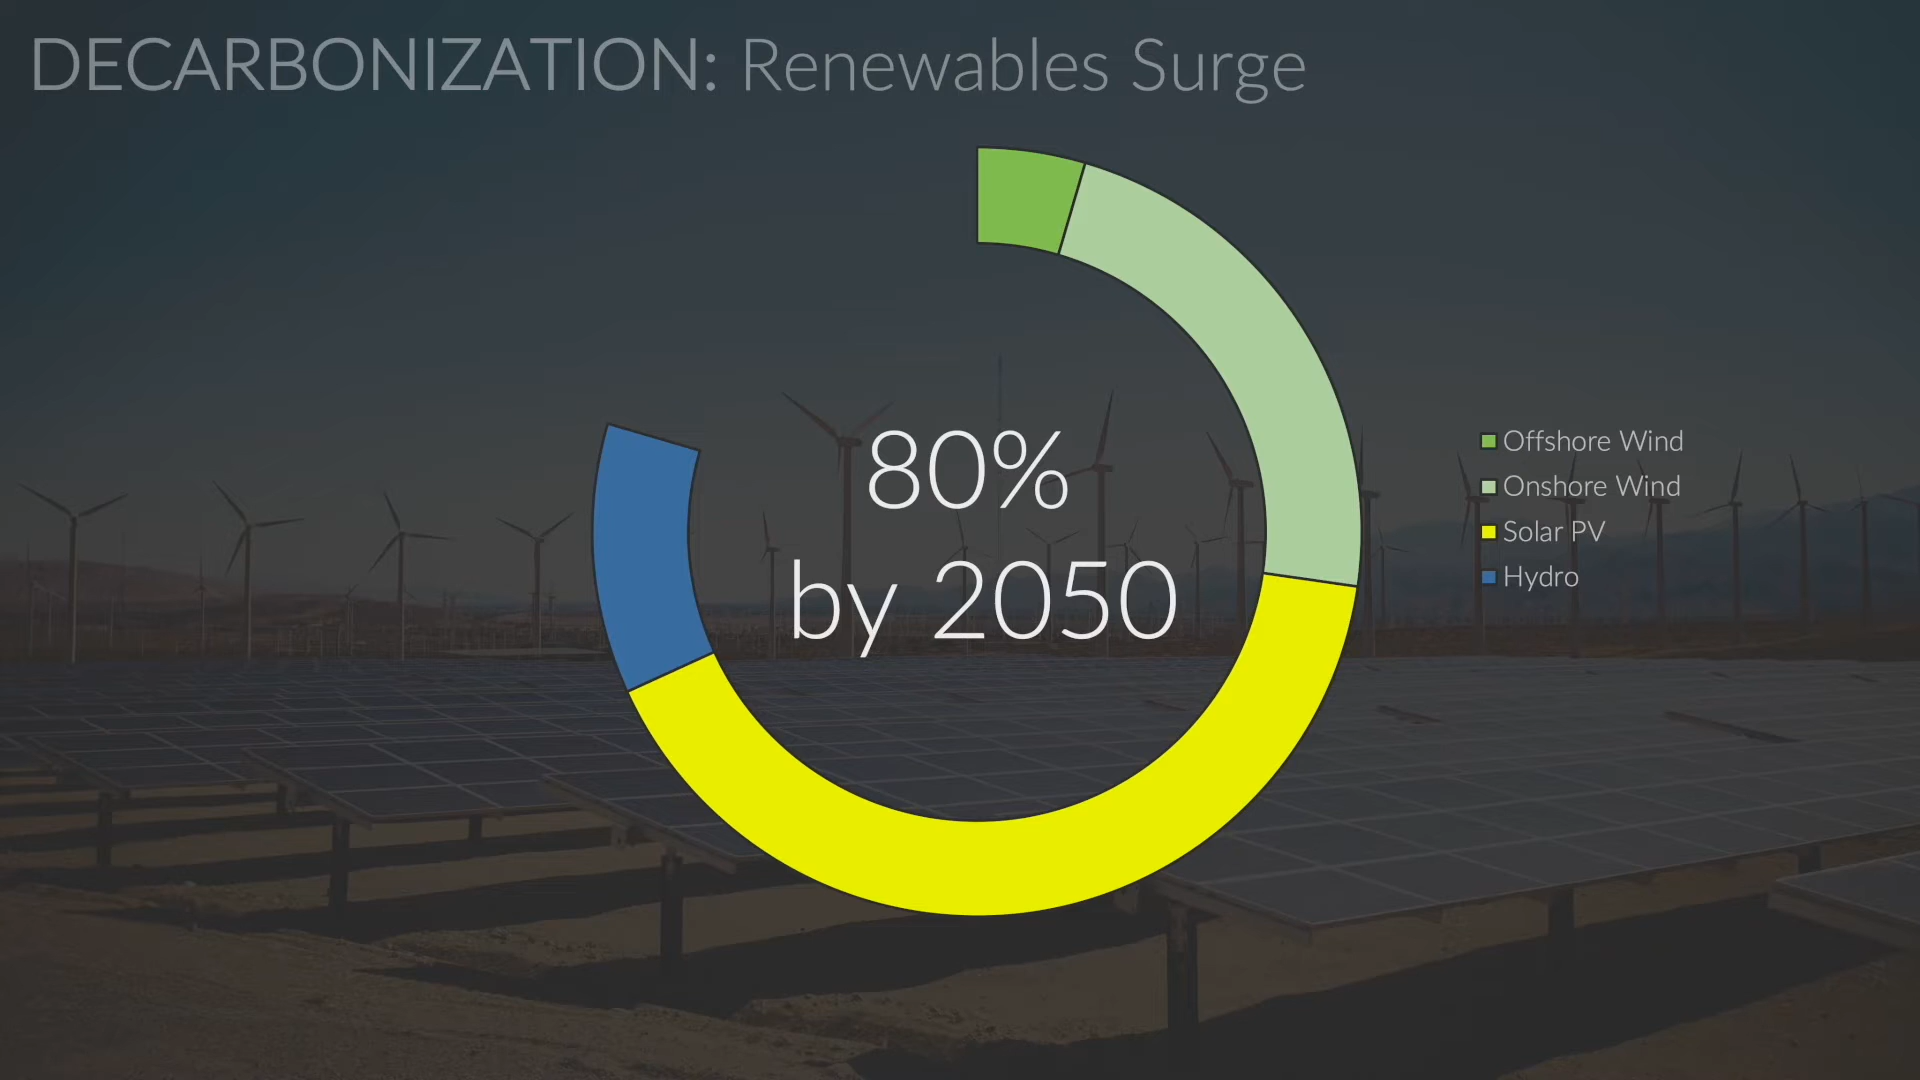 DECARBONIZATION: Renewables Surge
80%
by 2050
Offshore Wind
Onshore Wind
Solar PV
Hydro